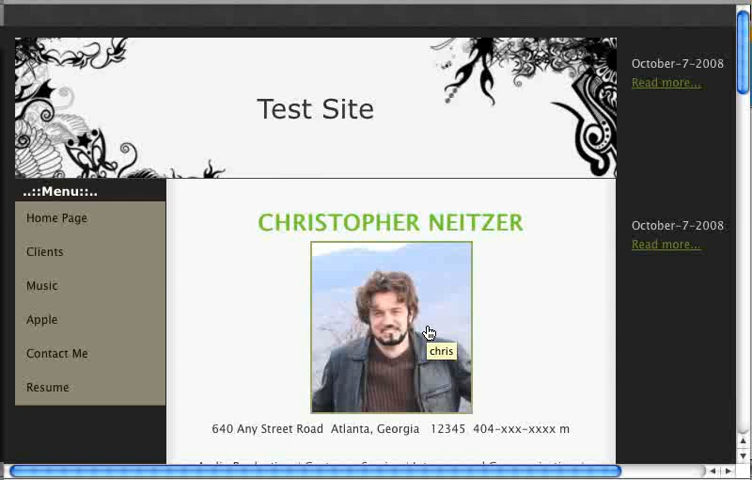 Test Site
October-7-2008
Read more...
..::Menu::..
Home Page
Clients
Music
Apple
Contact Me
Resume
CHRISTOPHER NEITZER
chris
640 Any Street Road Atlanta, Georgia 12345 404-xxx-xxxx m
October-7-2008
Read more...